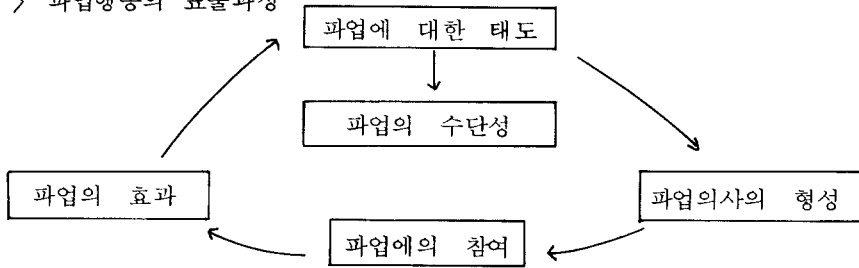 파업행동의 표출과정
파업에 대한 태도
파업의 수단성
파업의 효과
파업의사의 형성
파업에의 참여